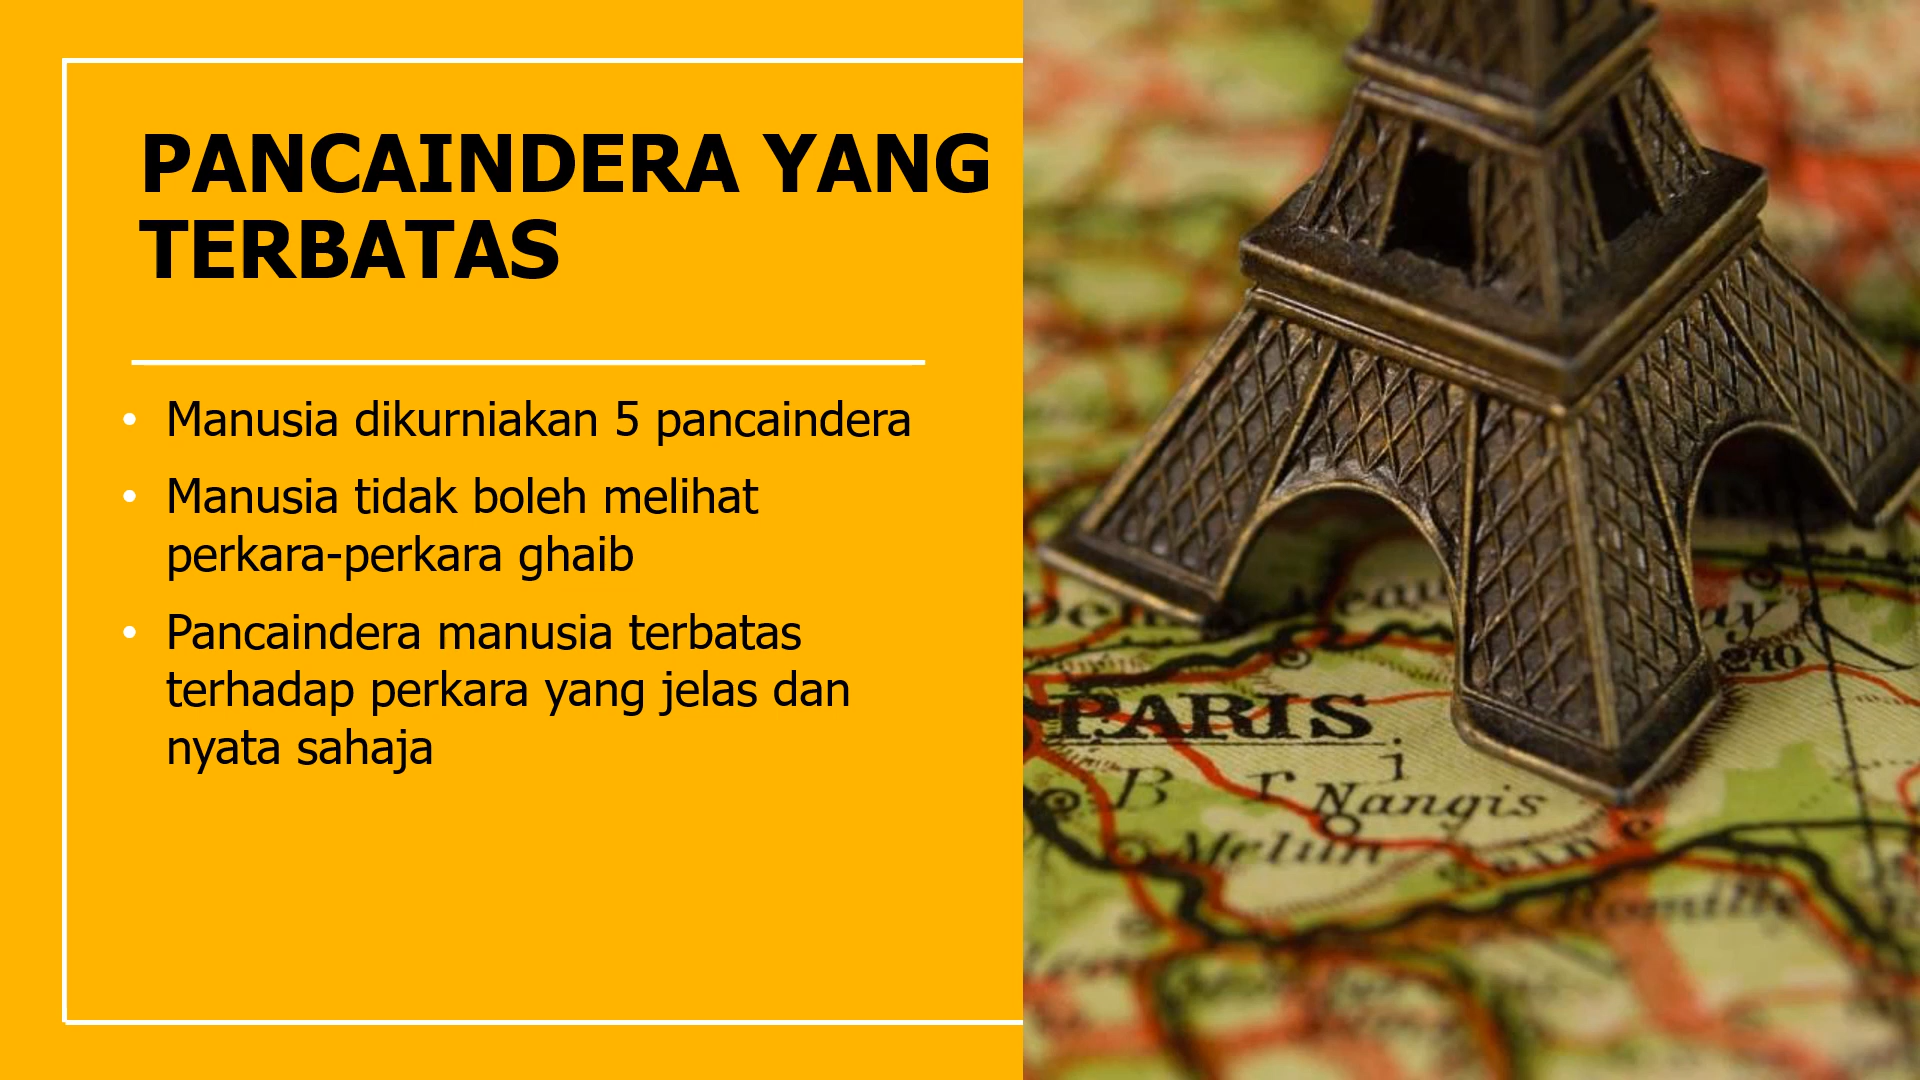 PANCAINDERA YANG
TERBATAS
• Manusia dikurniakan 5 pancaindera
• Manusia tidak boleh melihat
perkara-perkara ghaib
• Pancaindera manusia terbatas
terhadap perkara yang jelas dan
nyata sahaja
PARIS
B r i
Nangis
Melun